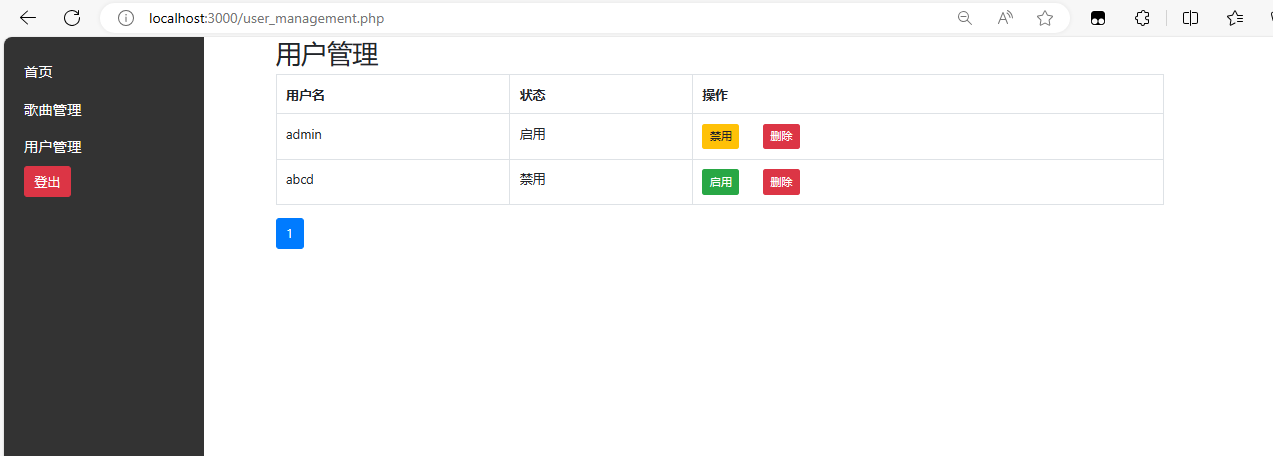 localhost:3000/user_management.php
首页
歌曲管理
用户管理
登出
用户管理
用户名 状态 操作
admin 启用 禁用 删除
abcd 禁用 启用 删除
1